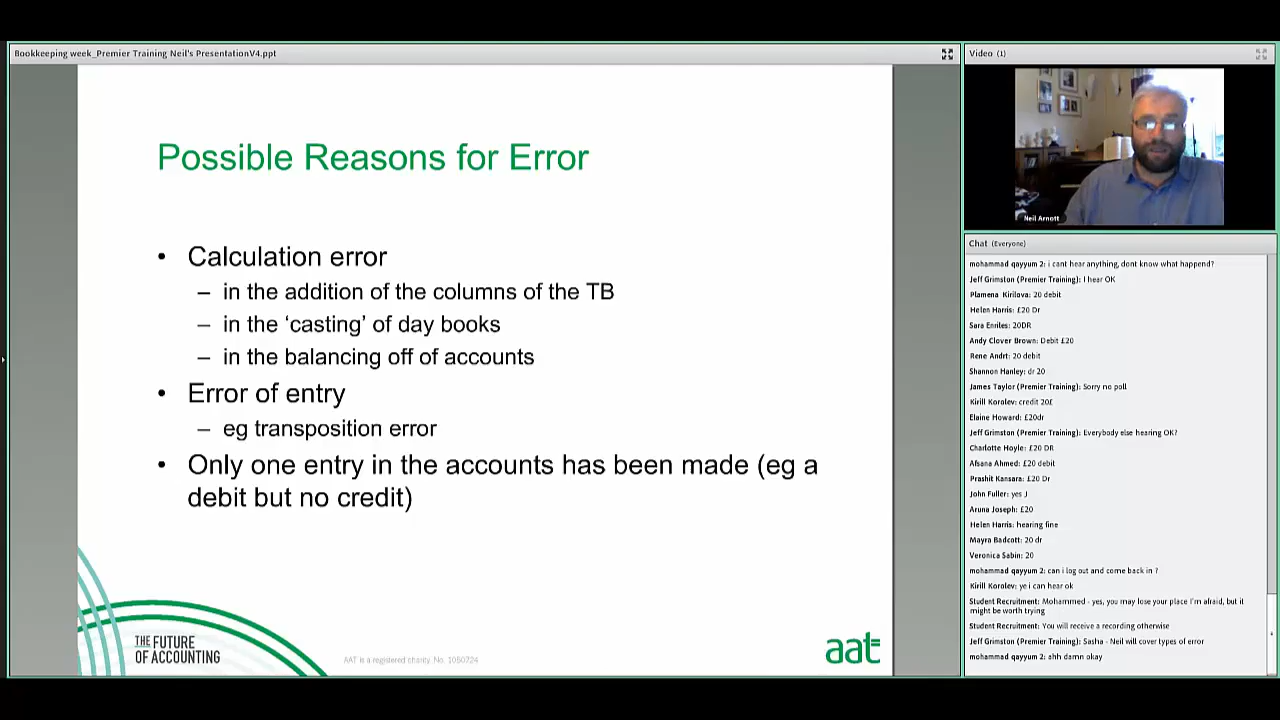 Bookkeeping week_Premier Training Neil's PresentationV4.ppt
Possible Reasons for Error
• Calculation error
– in the addition of the columns of the TB
– in the ‘casting’ of day books
– in the balancing off of accounts
• Error of entry
– eg transposition error
• Only one entry in the accounts has been made (eg a
debit but no credit)
THE FUTURE
OF ACCOUNTING
AAT is a registered charity. No. 1050724
aat
Video (1)
Neil Arnott
Chat (Everyone)
mohammad qayyum 2: i cant hear anything, dont know what happend?
Jeff Grimston (Premier Training): I hear OK
Plamena Kirilova: 20 debit
Helen Harris: £20 Dr
Sara Enriles: 20DR
Andy Clover Brown: Debit £20
Rene Andrt: 20 debit
Shannon Hanley: dr 20
James Taylor (Premier Training): Sorry no poll
Kirill Korolev: credit 20£
Elaine Howard: £20dr
Jeff Grimston (Premier Training): Everybody else hearing OK?
Charlotte Hoyle: £20 DR
Afsana Ahmed: £20 debit
Prashit Kansara: £20 Dr
John Fuller: yes J
Aruna Joseph: £20
Helen Harris: hearing fine
Mayra Badcott: 20 dr
Veronica Sabin: 20
mohammad qayyum 2: can i log out and come back in ?
Kirill Korolev: ye i can hear ok
Student Recruitment: Mohammed - yes, you may lose your place I'm afraid, but it
might be worth trying
Student Recruitment: You will receive a recording otherwise
Jeff Grimston (Premier Training): Sasha - Neil will cover types of error
mohammad qayyum 2: ahh damn okay